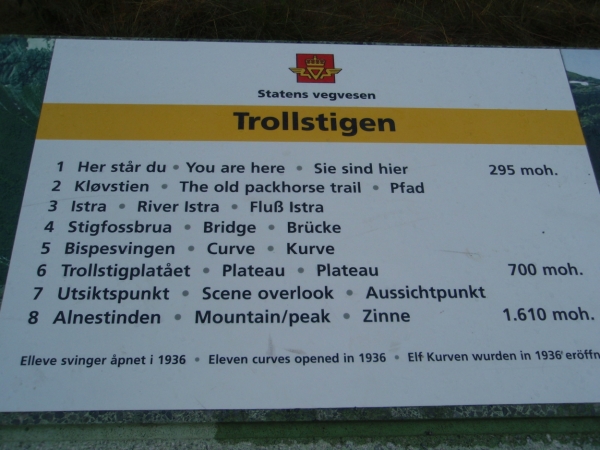 Statens vegvesen
Trollstigen
1 Her står du • You are here • Sie sind hier 295 moh.
2 Kløvstien • The old packhorse trail • Pfad
3 Istra • River Istra • Fluß Istra
4 Stigfossbrua • Bridge • Brücke
5 Bispesvingen • Curve • Kurve
6 Trollstigplatået • Plateau • Plateau 700 moh.
7 Utsiktspunkt • Scene overlook • Aussichtpunkt
8 Alnestinden • Mountain/peak • Zinne 1.610 moh.
Elleve svinger åpnet i 1936 • Eleven curves opened in 1936 • Elf Kurven wurden in 1936 eröffn